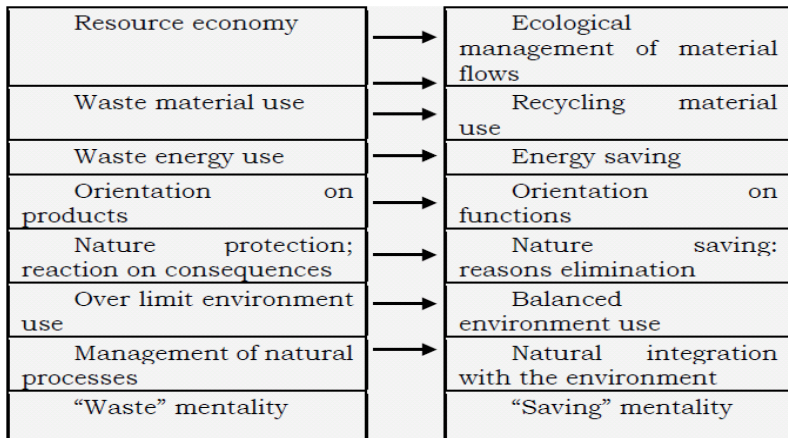 Resource economy
Ecological
management of material
flows
Waste material use
Recycling material
use
Waste energy use
Energy saving
Orientation on
products
Orientation on
functions
Nature protection;
reaction on consequences
Nature saving:
reasons elimination
Over limit environment
use
Balanced
environment use
Management of natural
processes
Natural integration
with the environment
“Waste” mentality
“Saving” mentality